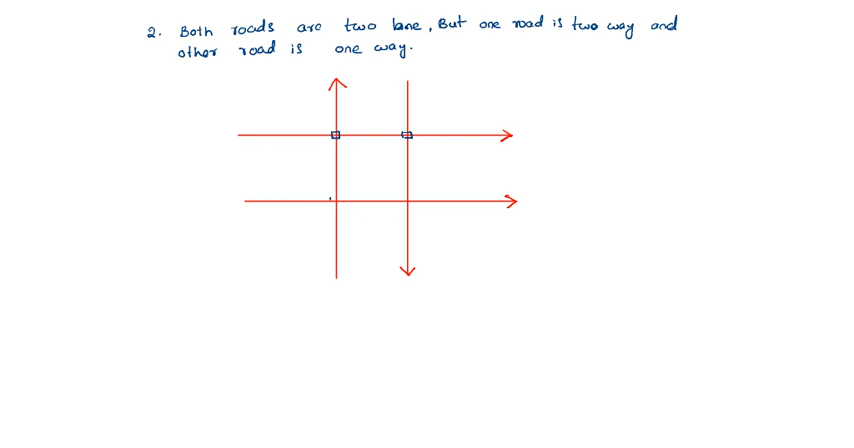 2. Both roads are two lane, But one road is two way and
other road is one way.